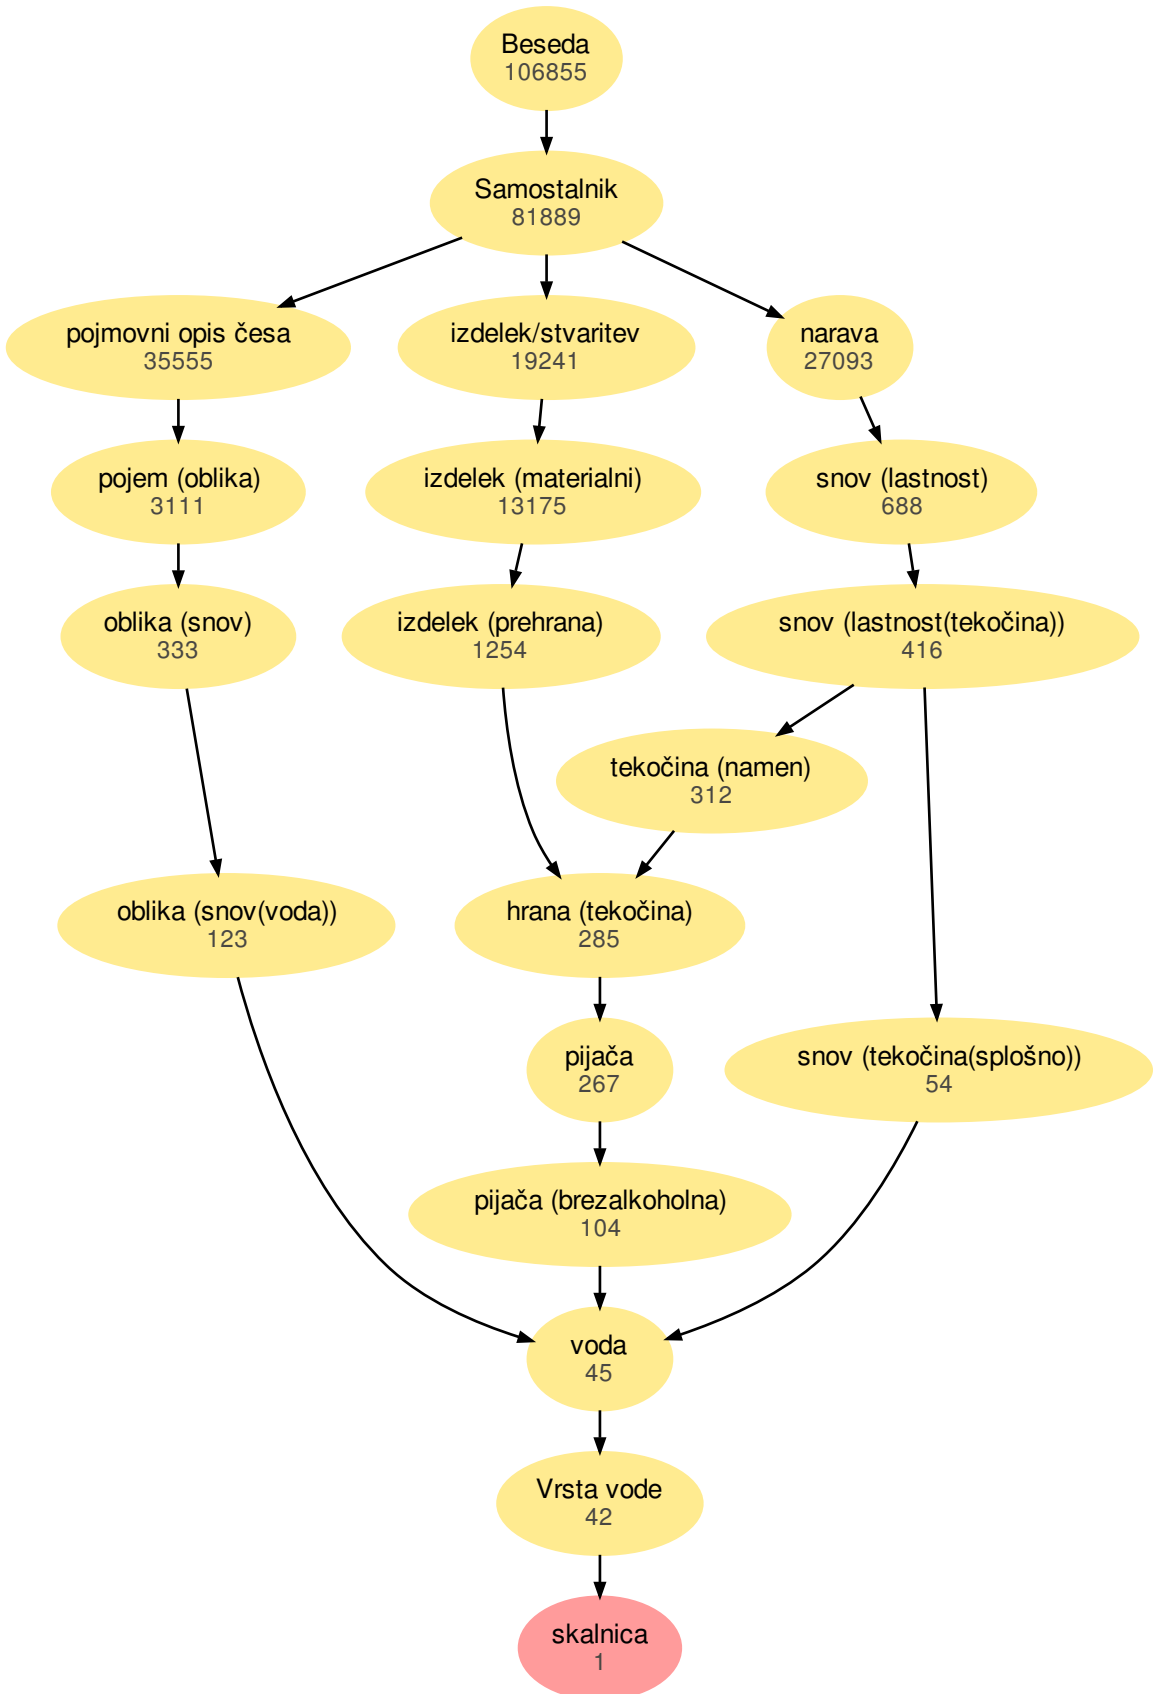 Beseda
106855
Samostalnik
81889
pojmovni opis česa
35555
izdelek/stvaritev
19241
narava
27093
pojem (oblika)
3111
izdelek (materialni)
13175
snov (lastnost)
688
oblika (snov)
333
izdelek (prehrana)
1254
snov (lastnost(tekočina))
416
tekočina (namen)
312
oblika (snov(voda))
123
hrana (tekočina)
285
pijača
267
snov (tekočina(splošno))
54
pijača (brezalkoholna)
104
voda
45
Vrsta vode
42
skalnica
1